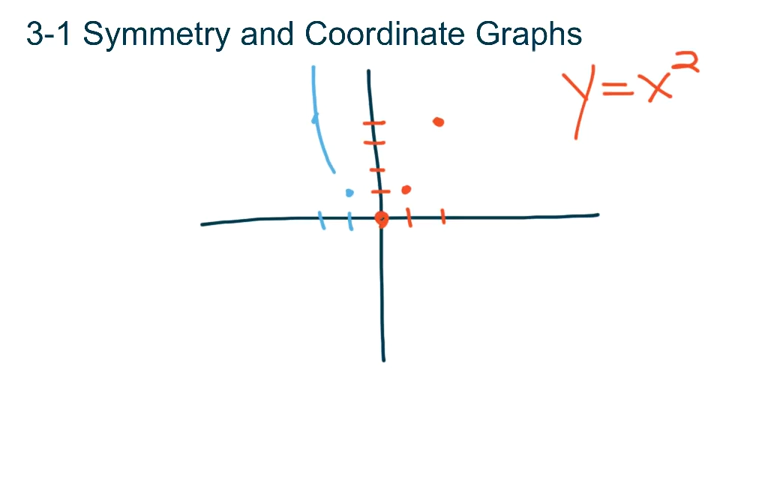 3-1 Symmetry and Coordinate Graphs
y=x²